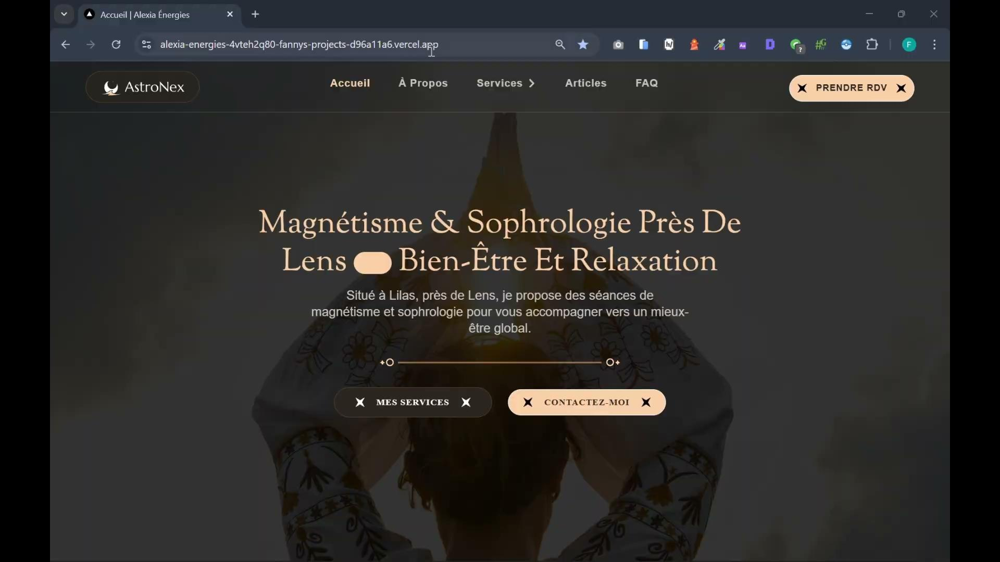 Accueil | Alexia Énergies
alexia-energies-4vteh2q80-fannys-projects-d96a11a6.vercel.app
F
AstroNex
Accueil
À Propos
Services
Articles
FAQ
PRENDRE RDV
Magnétisme & Sophrologie Près De
Lens Bien-Être Et Relaxation
Situé à Lilas, près de Lens, je propose des séances de
magnétisme et sophrologie pour vous accompagner vers un mieux-
être global.
MES SERVICES
CONTACTEZ-MOI